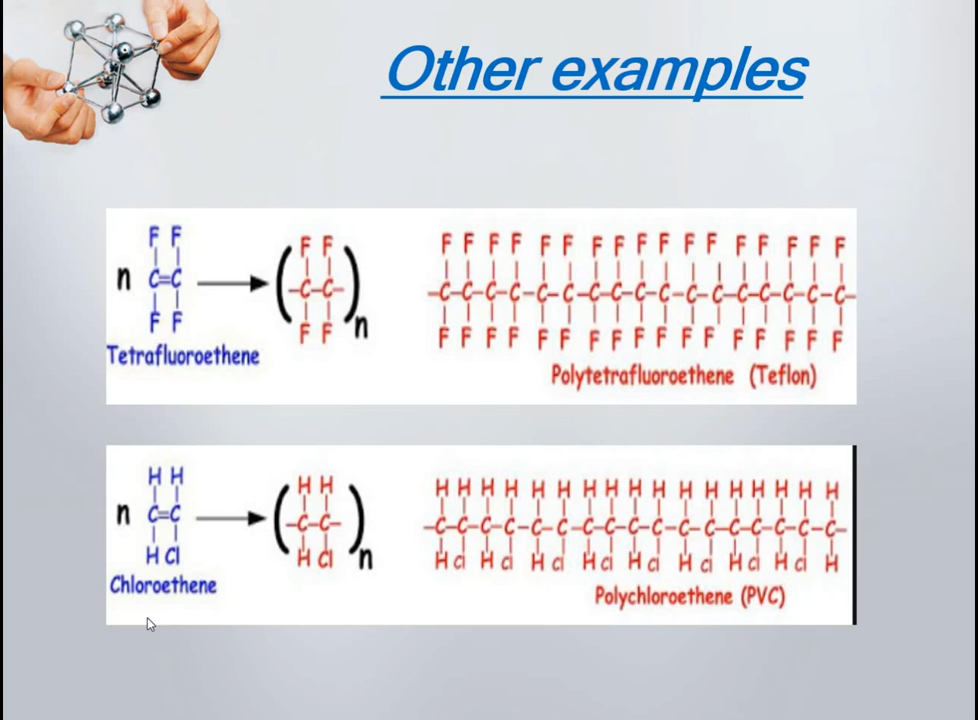 Other examples
F F
n C=C
F F
Tetrafluoroethene
F F
( -C-C- )n
F F
F F F F F F F F F F F F F F F F F
-C-C-C-C-C-C-C-C-C-C-C-C-C-C-C-C-C-
F F F F F F F F F F F F F F F F F
Polytetrafluoroethene (Teflon)
H H
n C=C
H Cl
Chloroethene
H H
( -C-C- )n
H Cl
H H H H H H H H H H H H H H H H H
-C-C-C-C-C-C-C-C-C-C-C-C-C-C-C-C-C-
H Cl H Cl H Cl H Cl H Cl H Cl H Cl H Cl H
Polychloroethene (PVC)